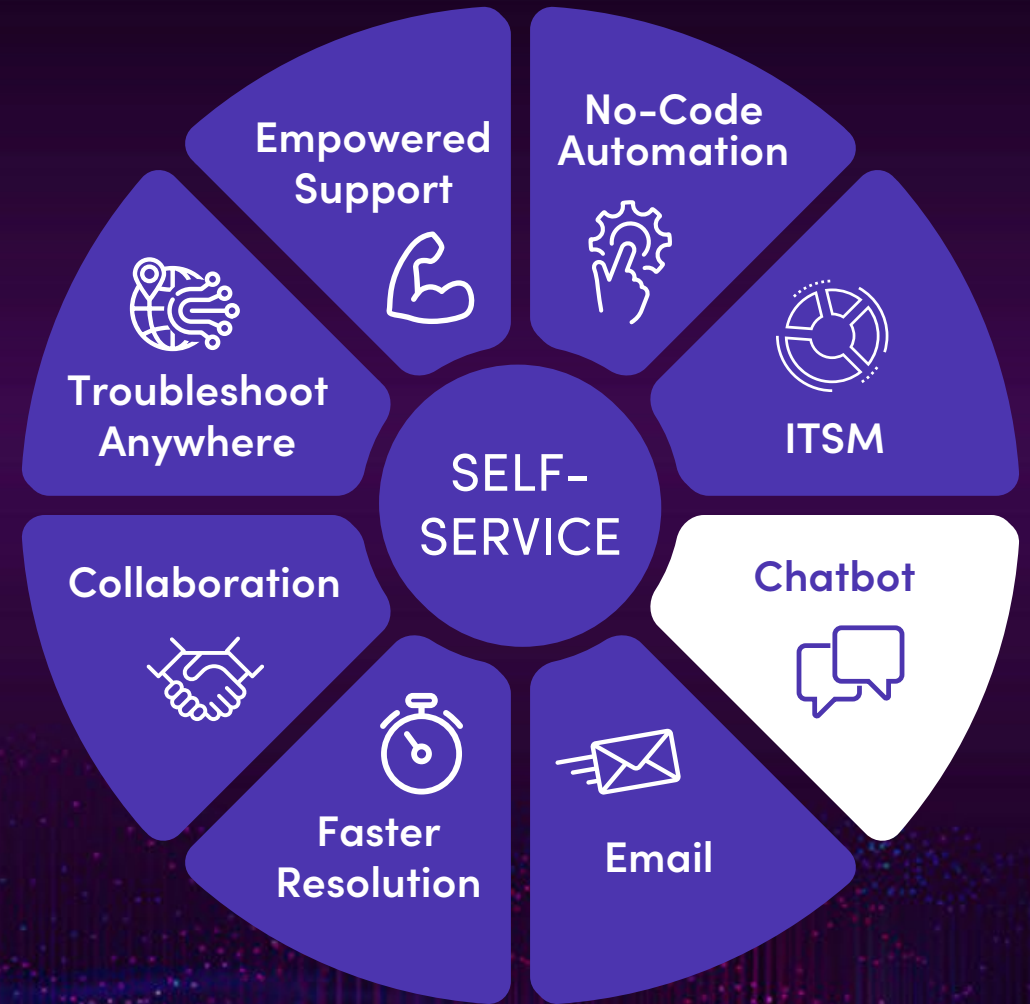 Empowered
Support
No-Code
Automation
Troubleshoot
Anywhere
ITSM
SELF-
SERVICE
Collaboration
Chatbot
Faster
Resolution
Email